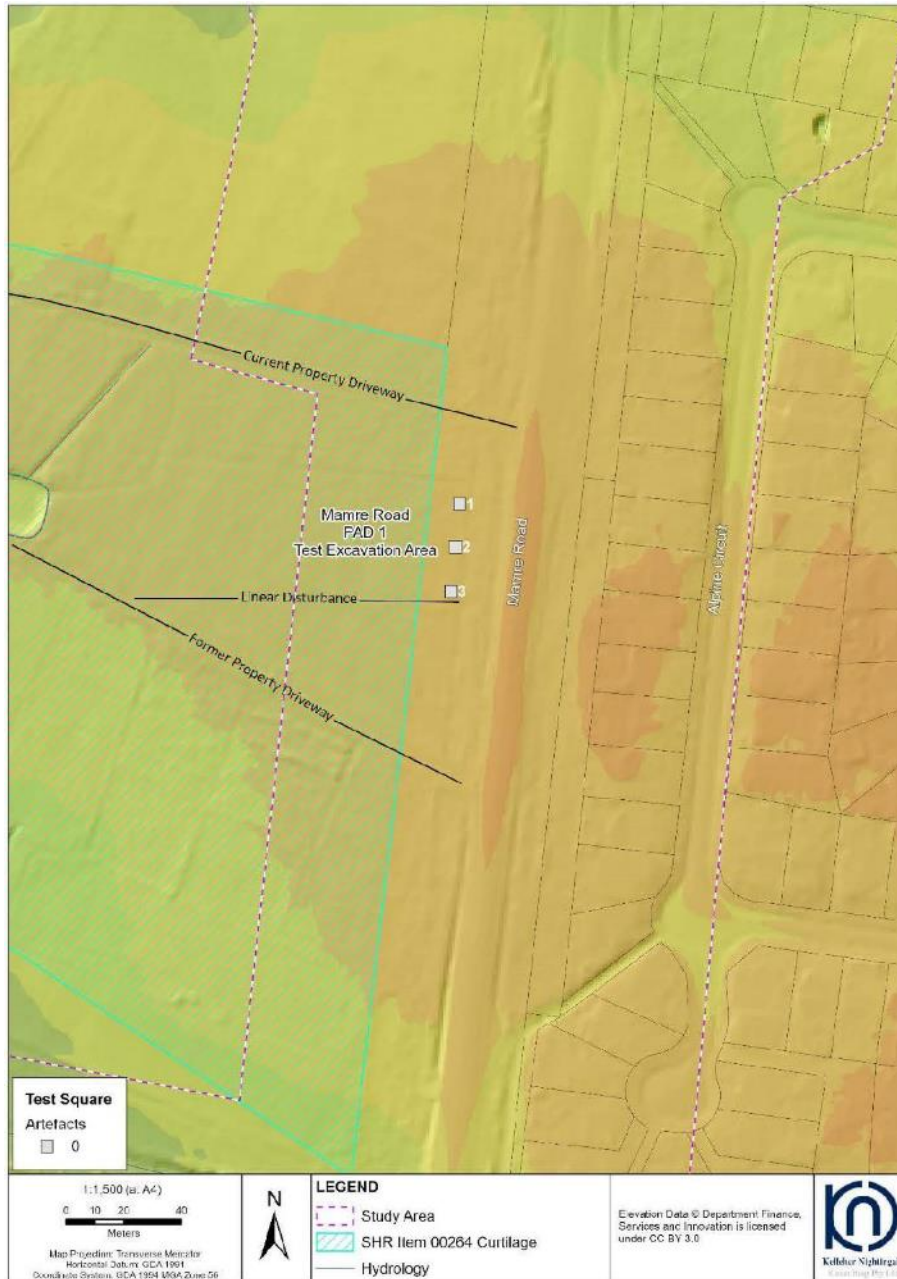 Current Property Driveway
Mamre Road
PAD 1
Test Excavation Area
1
2
3
Linear Disturbance
Former Property Driveway
Mamre Road
Alpine Circuit
Test Square
Artefacts
0
1:1,500 (at A4)
0 10 20 40
Meters
Map Projection: Transverse Mercator
Horizontal Datum: GDA 1994
Coordinate System: GDA 1994 MGA Zone 56
N
LEGEND
Study Area
SHR Item 00264 Curtilage
Hydrology
Elevation Data © Department Finance,
Services and Innovation is licensed
under CC BY 3.0
Kelleher Nightingale